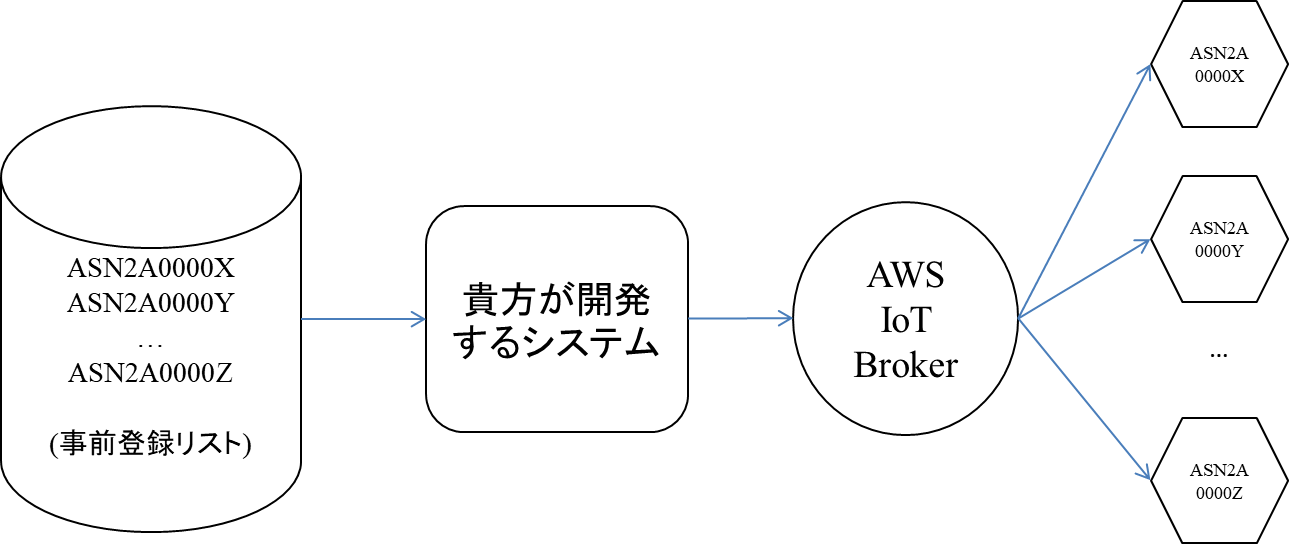 ASN2A0000X
ASN2A0000Y
…
ASN2A0000Z
(事前登録リスト)
貴方が開発
するシステム
AWS
IoT
Broker
ASN2A
0000X
ASN2A
0000Y
...
ASN2A
0000Z